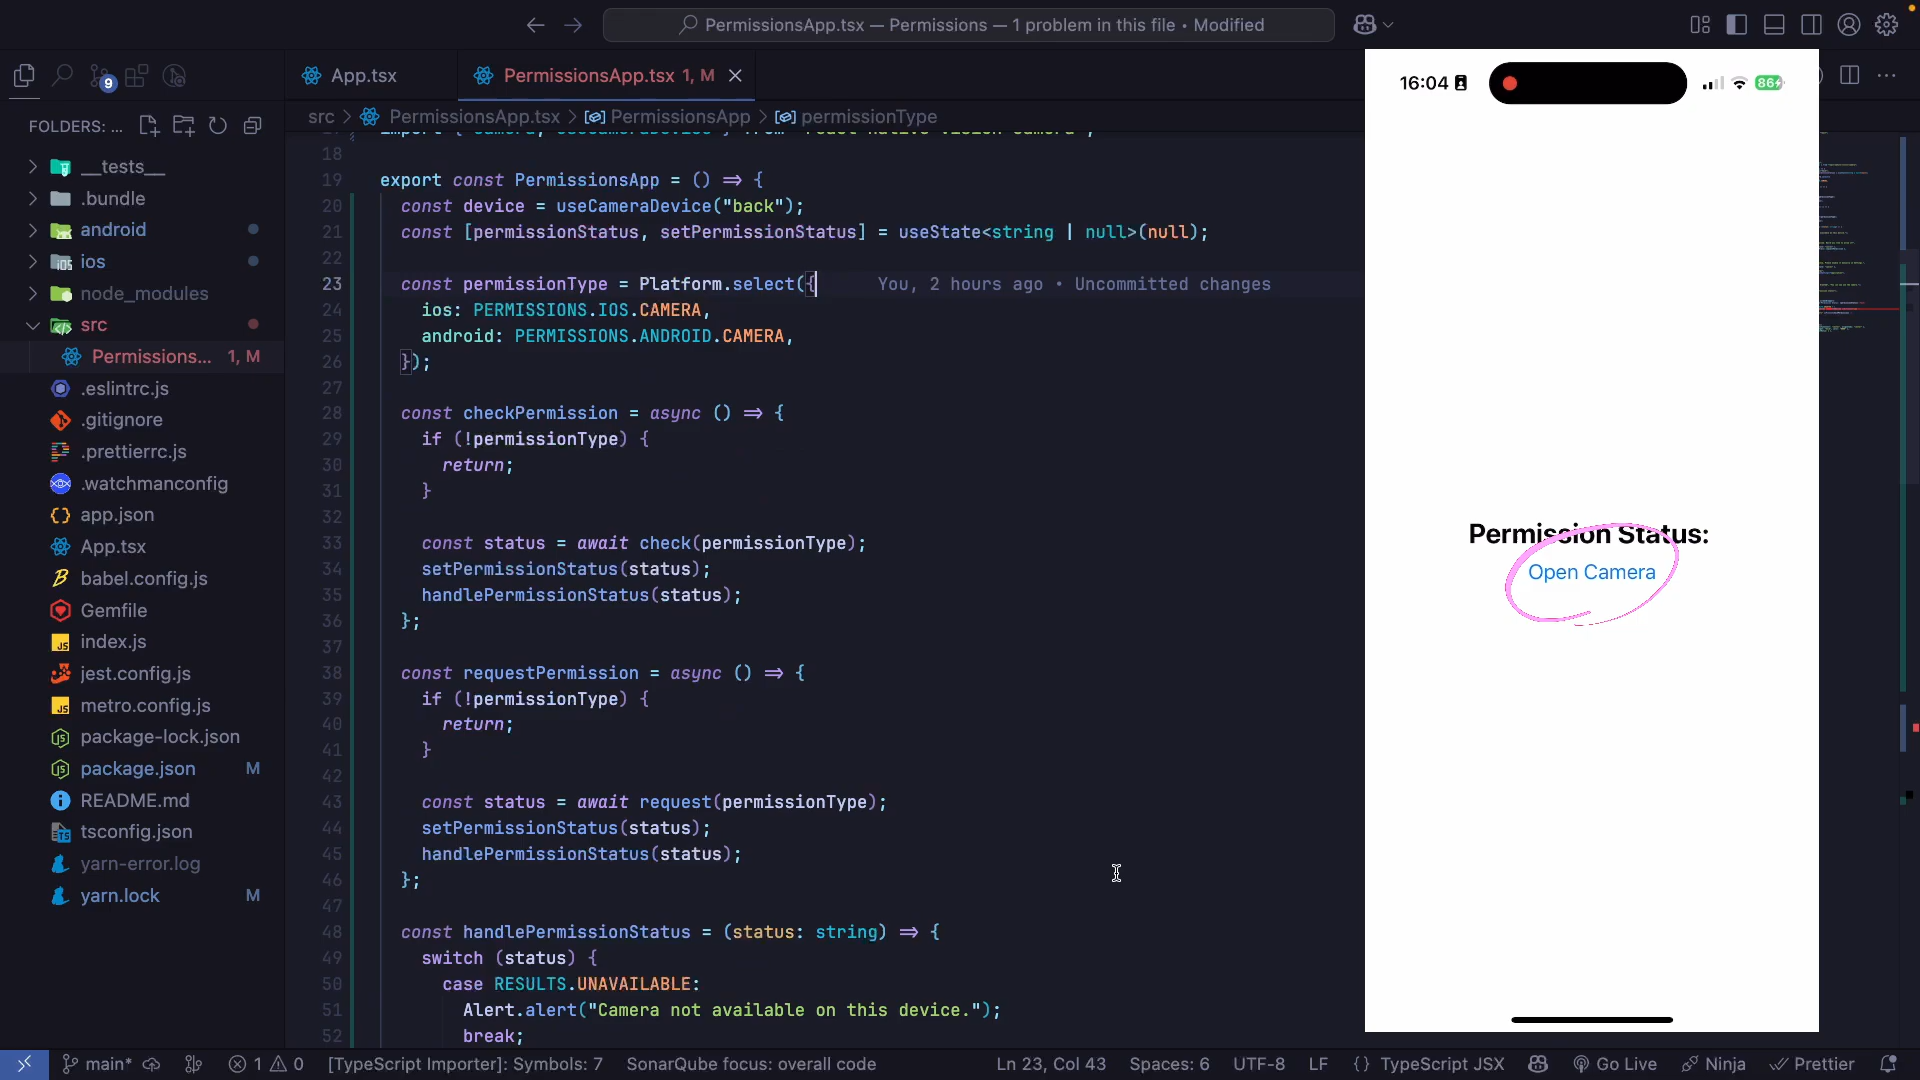 PermissionsApp.tsx — Permissions — 1 problem in this file • Modified
9
App.tsx
PermissionsApp.tsx 1, M
FOLDERS: ...
src > PermissionsApp.tsx > PermissionsApp > permissionType
__tests__
.bundle
android
ios
node_modules
src
Permissions... 1, M
.eslintrc.js
.gitignore
.prettierrc.js
.watchmanconfig
app.json
App.tsx
babel.config.js
Gemfile
index.js
jest.config.js
metro.config.js
package-lock.json
package.json M
README.md
tsconfig.json
yarn-error.log
yarn.lock M
18
19 export const PermissionsApp = () => {
20 const device = useCameraDevice("back");
21 const [permissionStatus, setPermissionStatus] = useState<string | null>(null);
22
23 const permissionType = Platform.select({ You, 2 hours ago • Uncommitted changes
24 ios: PERMISSIONS.IOS.CAMERA,
25 android: PERMISSIONS.ANDROID.CAMERA,
26 });
27
28 const checkPermission = async () => {
29 if (!permissionType) {
30 return;
31 }
32
33 const status = await check(permissionType);
34 setPermissionStatus(status);
35 handlePermissionStatus(status);
36 };
37
38 const requestPermission = async () => {
39 if (!permissionType) {
40 return;
41 }
42
43 const status = await request(permissionType);
44 setPermissionStatus(status);
45 handlePermissionStatus(status);
46 };
47
48 const handlePermissionStatus = (status: string) => {
49 switch (status) {
50 case RESULTS.UNAVAILABLE:
51 Alert.alert("Camera not available on this device.");
52 break;
16:04
86
Permission Status:
Open Camera
main* 1 0 [TypeScript Importer]: Symbols: 7 SonarQube focus: overall code Ln 23, Col 43 Spaces: 6 UTF-8 LF {} TypeScript JSX Go Live Ninja Prettier